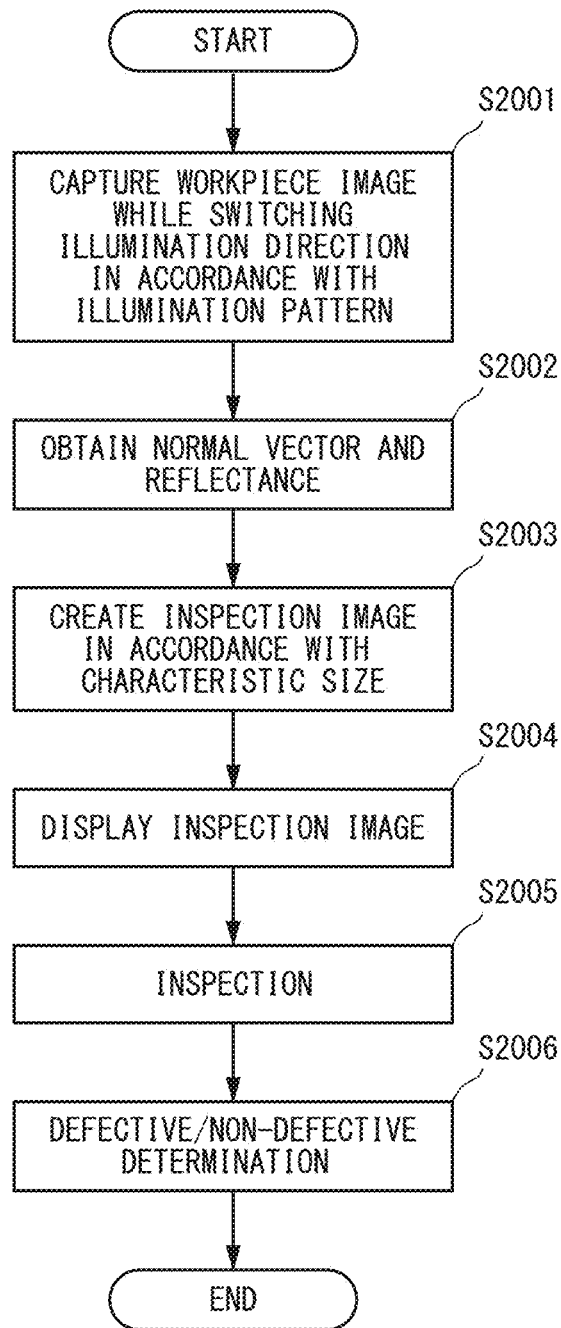 START
S2001
CAPTURE WORKPIECE IMAGE
WHILE SWITCHING
ILLUMINATION DIRECTION
IN ACCORDANCE WITH
ILLUMINATION PATTERN
S2002
OBTAIN NORMAL VECTOR AND
REFLECTANCE
S2003
CREATE INSPECTION IMAGE
IN ACCORDANCE WITH
CHARACTERISTIC SIZE
S2004
DISPLAY INSPECTION IMAGE
S2005
INSPECTION
S2006
DEFECTIVE/NON-DEFECTIVE
DETERMINATION
END